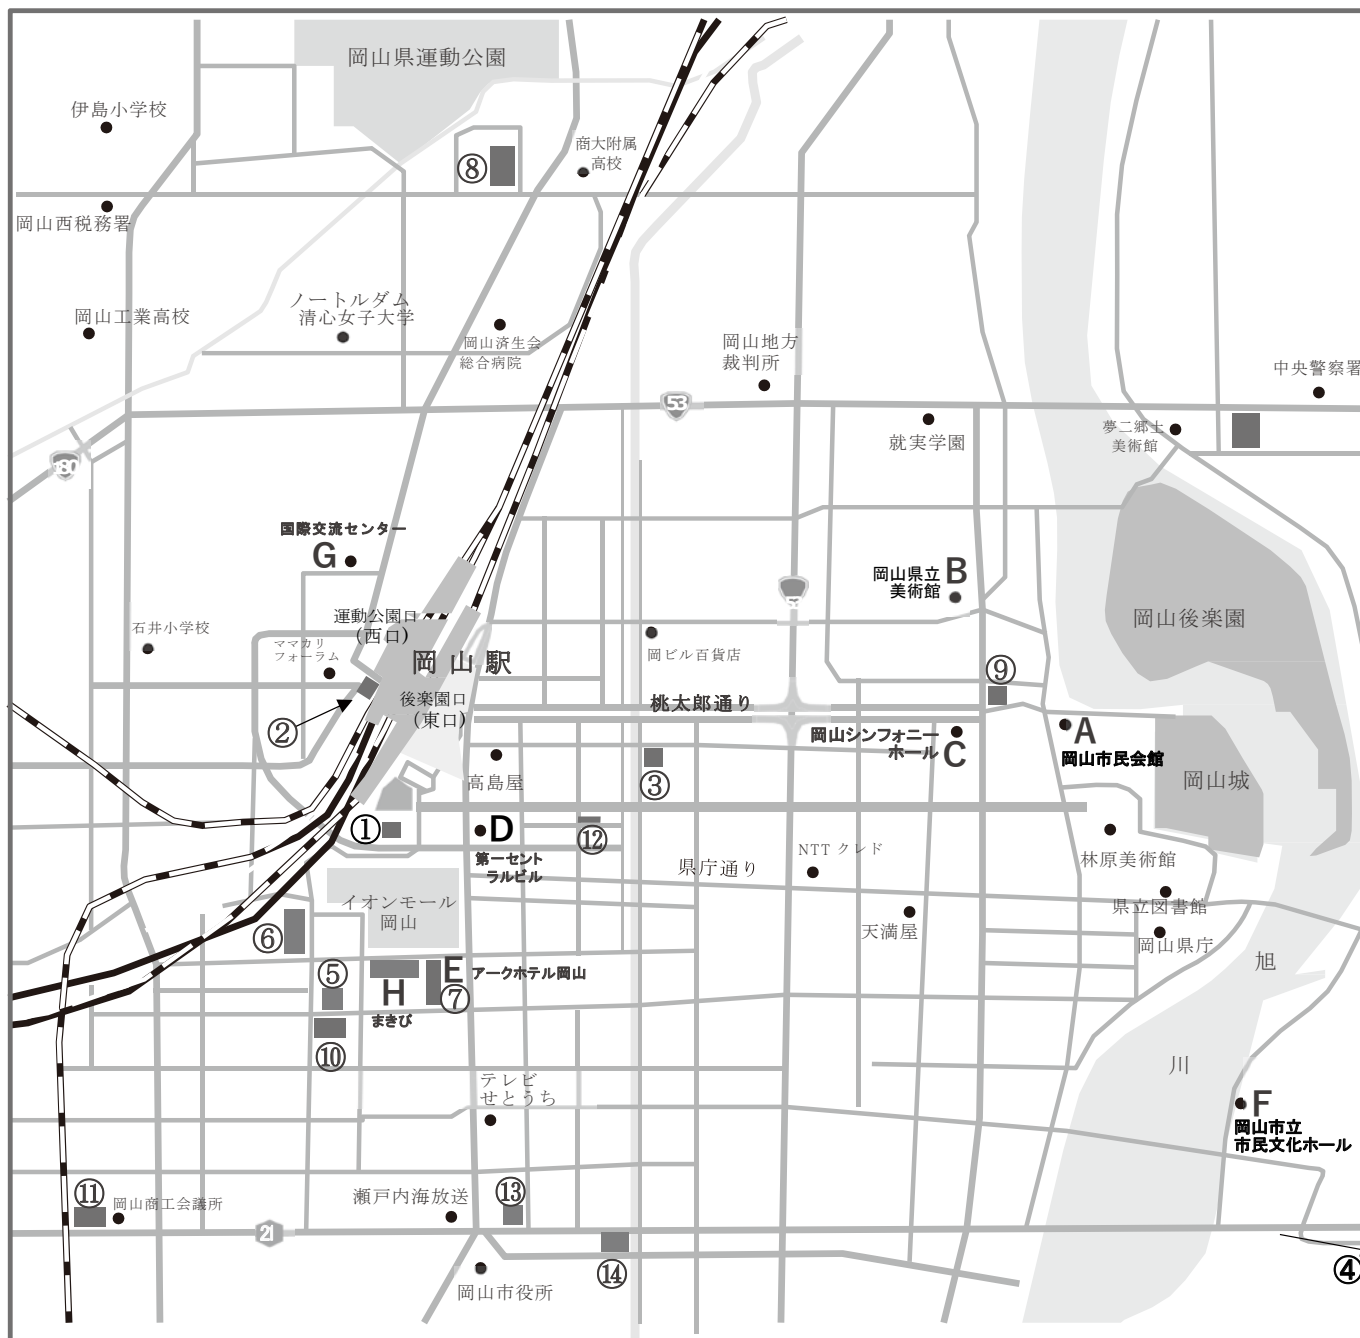 岡山県運動公園
伊島小学校
⑧
商大附属
高校
岡山西税務署
岡山工業高校
ノートルダム
清心女子大学
岡山済生会
総合病院
岡山地方
裁判所
中央警察署
53
就実学園
夢二郷土
美術館
180
国際交流センター
G
岡山県立
美術館
B
運動公園口
(西口)
石井小学校
ママカリ
フォーラム
岡山駅
岡ビル百貨店
岡山後楽園
⑨
後楽園口
(東口)
桃太郎通り
②
岡山シンフォニー
ホール
C
A
岡山市民会館
高島屋
③
岡山城
①
D
⑫
第一セント
ラルビル
県庁通り
NTT クレド
林原美術館
イオンモール
岡山
県立図書館
天満屋
岡山県庁
⑥
旭
⑤
E
アークホテル岡山
H
⑦
まきび
⑩
川
テレビ
せとうち
F
岡山市立
市民文化ホール
⑪
岡山商工会議所
瀬戸内海放送
⑬
21
④
⑭
岡山市役所